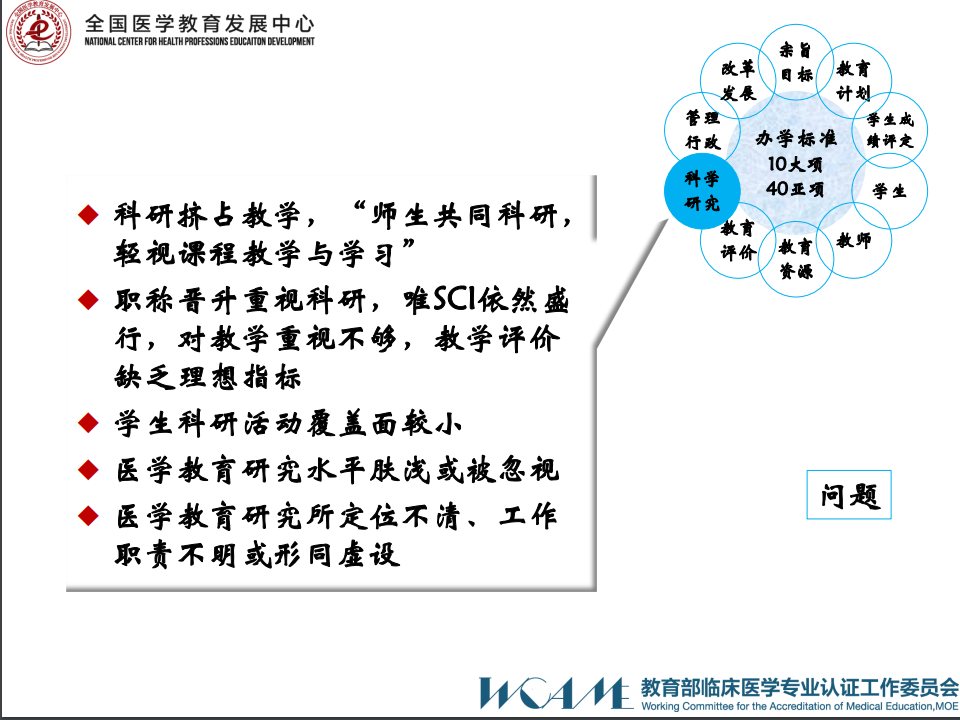 全国医学教育发展中心
NATIONAL CENTER FOR HEALTH PROFESSIONS EDUCAITON DEVELOPMENT
宗旨
目标
教育
计划
学生成
绩评定
学生
教师
教育
资源
教育
评价
科学
研究
管理
行政
改革
发展
办学标准
10大项
40亚项
科研挤占教学，“师生共同科研，
轻视课程教学与学习”
职称晋升重视科研，唯SCI依然盛
行，对教学重视不够，教学评价
缺乏理想指标
学生科研活动覆盖面较小
医学教育研究水平肤浅或被忽视
医学教育研究所定位不清、工作
职责不明或形同虚设
问题
WCAME
教育部临床医学专业认证工作委员会
Working Committee for the Accreditation of Medical Education,MOE